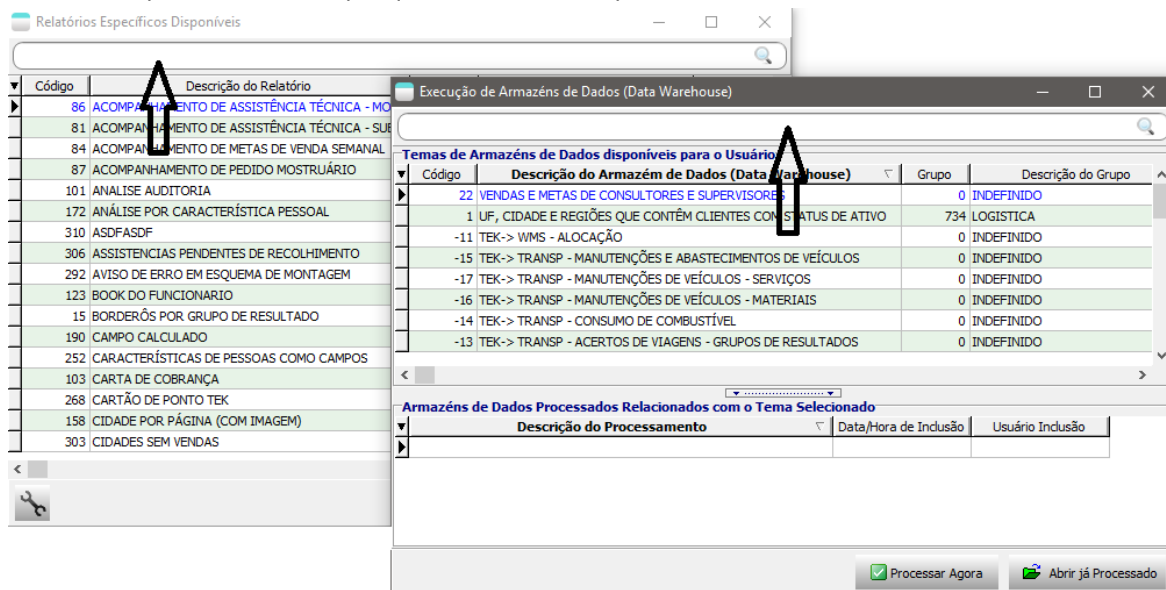 Relatórios Específicos Disponíveis
Código Descrição do Relatório
86 ACOMPANHAMENTO DE ASSISTÊNCIA TÉCNICA - MO
81 ACOMPANHAMENTO DE ASSISTÊNCIA TÉCNICA - SU
84 ACOMPANHAMENTO DE METAS DE VENDA SEMANAL
87 ACOMPANHAMENTO DE PEDIDO MOSTRUÁRIO
101 ANALISE AUDITORIA
172 ANÁLISE POR CARACTERÍSTICA PESSOAL
310 ASDFASDF
306 ASSISTENCIAS PENDENTES DE RECOLHIMENTO
292 AVISO DE ERRO EM ESQUEMA DE MONTAGEM
123 BOOK DO FUNCIONARIO
15 BORDERÔS POR GRUPO DE RESULTADO
190 CAMPO CALCULADO
252 CARACTERÍSTICAS DE PESSOAS COMO CAMPOS
103 CARTA DE COBRANÇA
268 CARTÃO DE PONTO TEK
158 CIDADE POR PÁGINA (COM IMAGEM)
303 CIDADES SEM VENDAS
Execução de Armazéns de Dados (Data Warehouse)
Temas de Armazéns de Dados disponíveis para o Usuário
Código Descrição do Armazém de Dados (Data Warehouse) Grupo Descrição do Grupo
22 VENDAS E METAS DE CONSULTORES E SUPERVISORES 0 INDEFINIDO
1 UF, CIDADE E REGIÕES QUE CONTÊM CLIENTES COM STATUS DE ATIVO 734 LOGISTICA
-11 TEK-> WMS - ALOCAÇÃO 0 INDEFINIDO
-15 TEK-> TRANSP - MANUTENÇÕES E ABASTECIMENTOS DE VEÍCULOS 0 INDEFINIDO
-17 TEK-> TRANSP - MANUTENÇÕES DE VEÍCULOS - SERVIÇOS 0 INDEFINIDO
-16 TEK-> TRANSP - MANUTENÇÕES DE VEÍCULOS - MATERIAIS 0 INDEFINIDO
-14 TEK-> TRANSP - CONSUMO DE COMBUSTÍVEL 0 INDEFINIDO
-13 TEK-> TRANSP - ACERTOS DE VIAGENS - GRUPOS DE RESULTADOS 0 INDEFINIDO
Armazéns de Dados Processados Relacionados com o Tema Selecionado
Descrição do Processamento Data/Hora de Inclusão Usuário Inclusão
Processar Agora Abrir já Processado